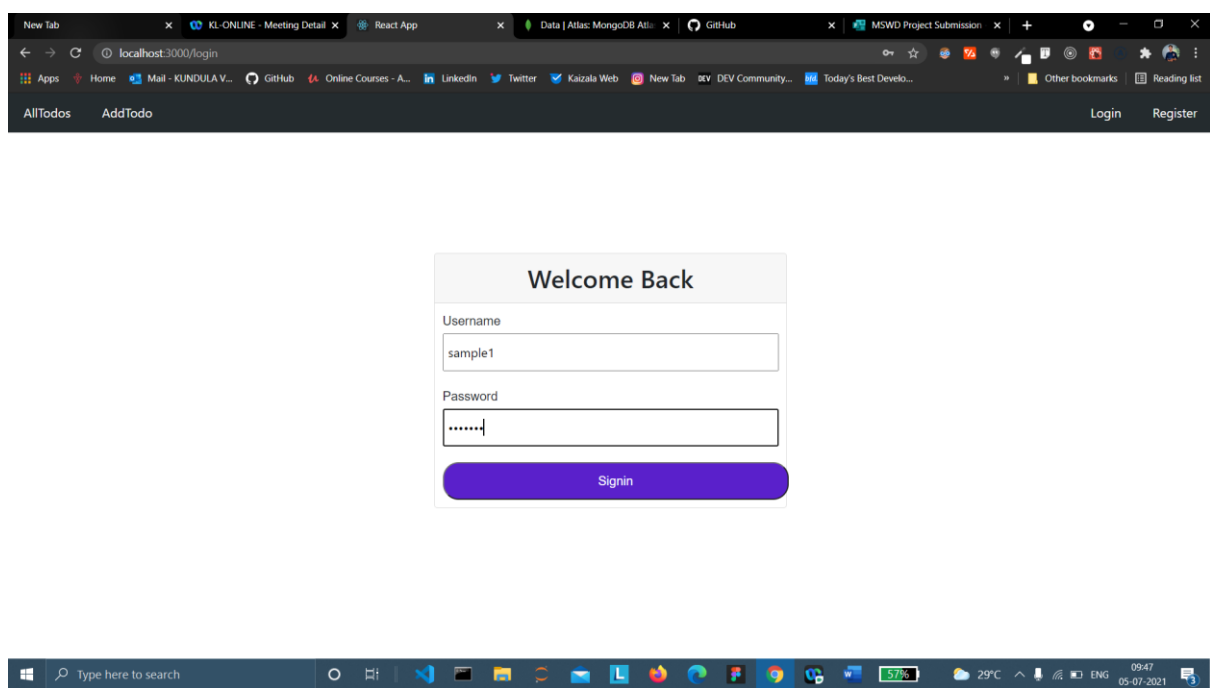 New Tab
KL-ONLINE - Meeting Detail
React App
Data | Atlas: MongoDB Atla
GitHub
MSWD Project Submission
localhost:3000/login
Apps
Home
Mail - KUNDULA V...
GitHub
Online Courses - A...
LinkedIn
Twitter
Kaizala Web
New Tab
DEV Community...
Today's Best Develo...
»
Other bookmarks
Reading list
AllTodos
AddTodo
Login
Register
Welcome Back
Username
sample1
Password
•••••••
Signin
Type here to search
57%
29°C
ENG
09:47
05-07-2021
3